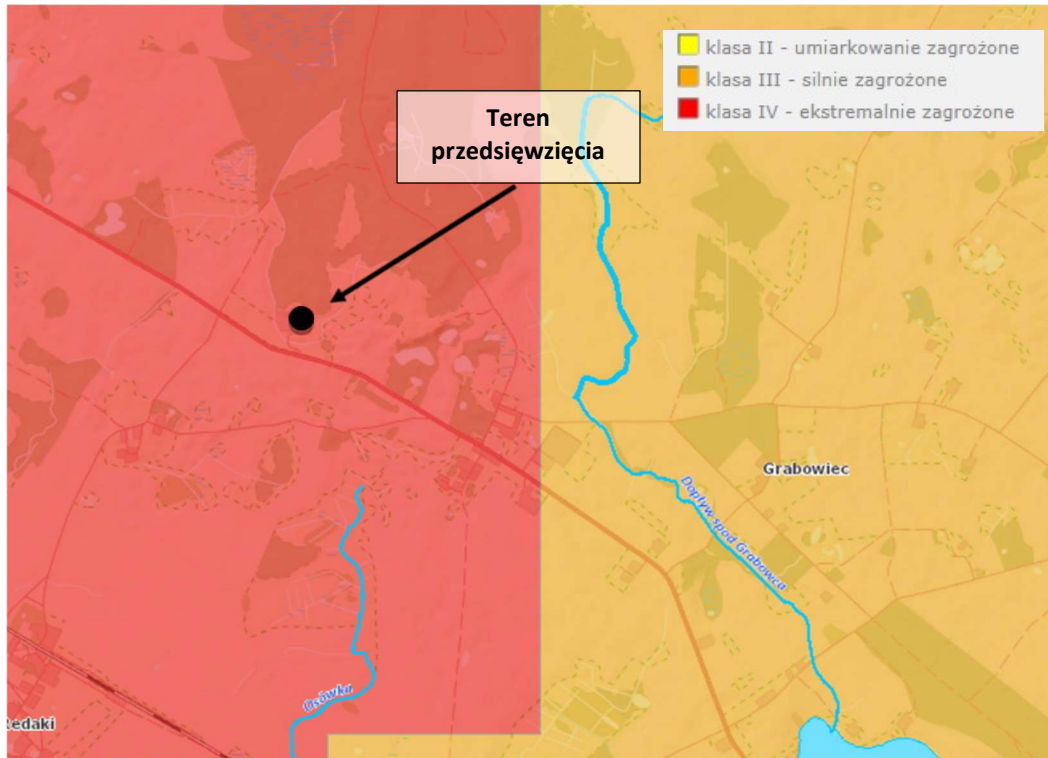 klasa II - umiarkowanie zagrożone
klasa III - silnie zagrożone
klasa IV - ekstremalnie zagrożone
Teren
przedsięwzięcia
Grabowiec
Dopływ spod Grabowca
Osówka
Redaki